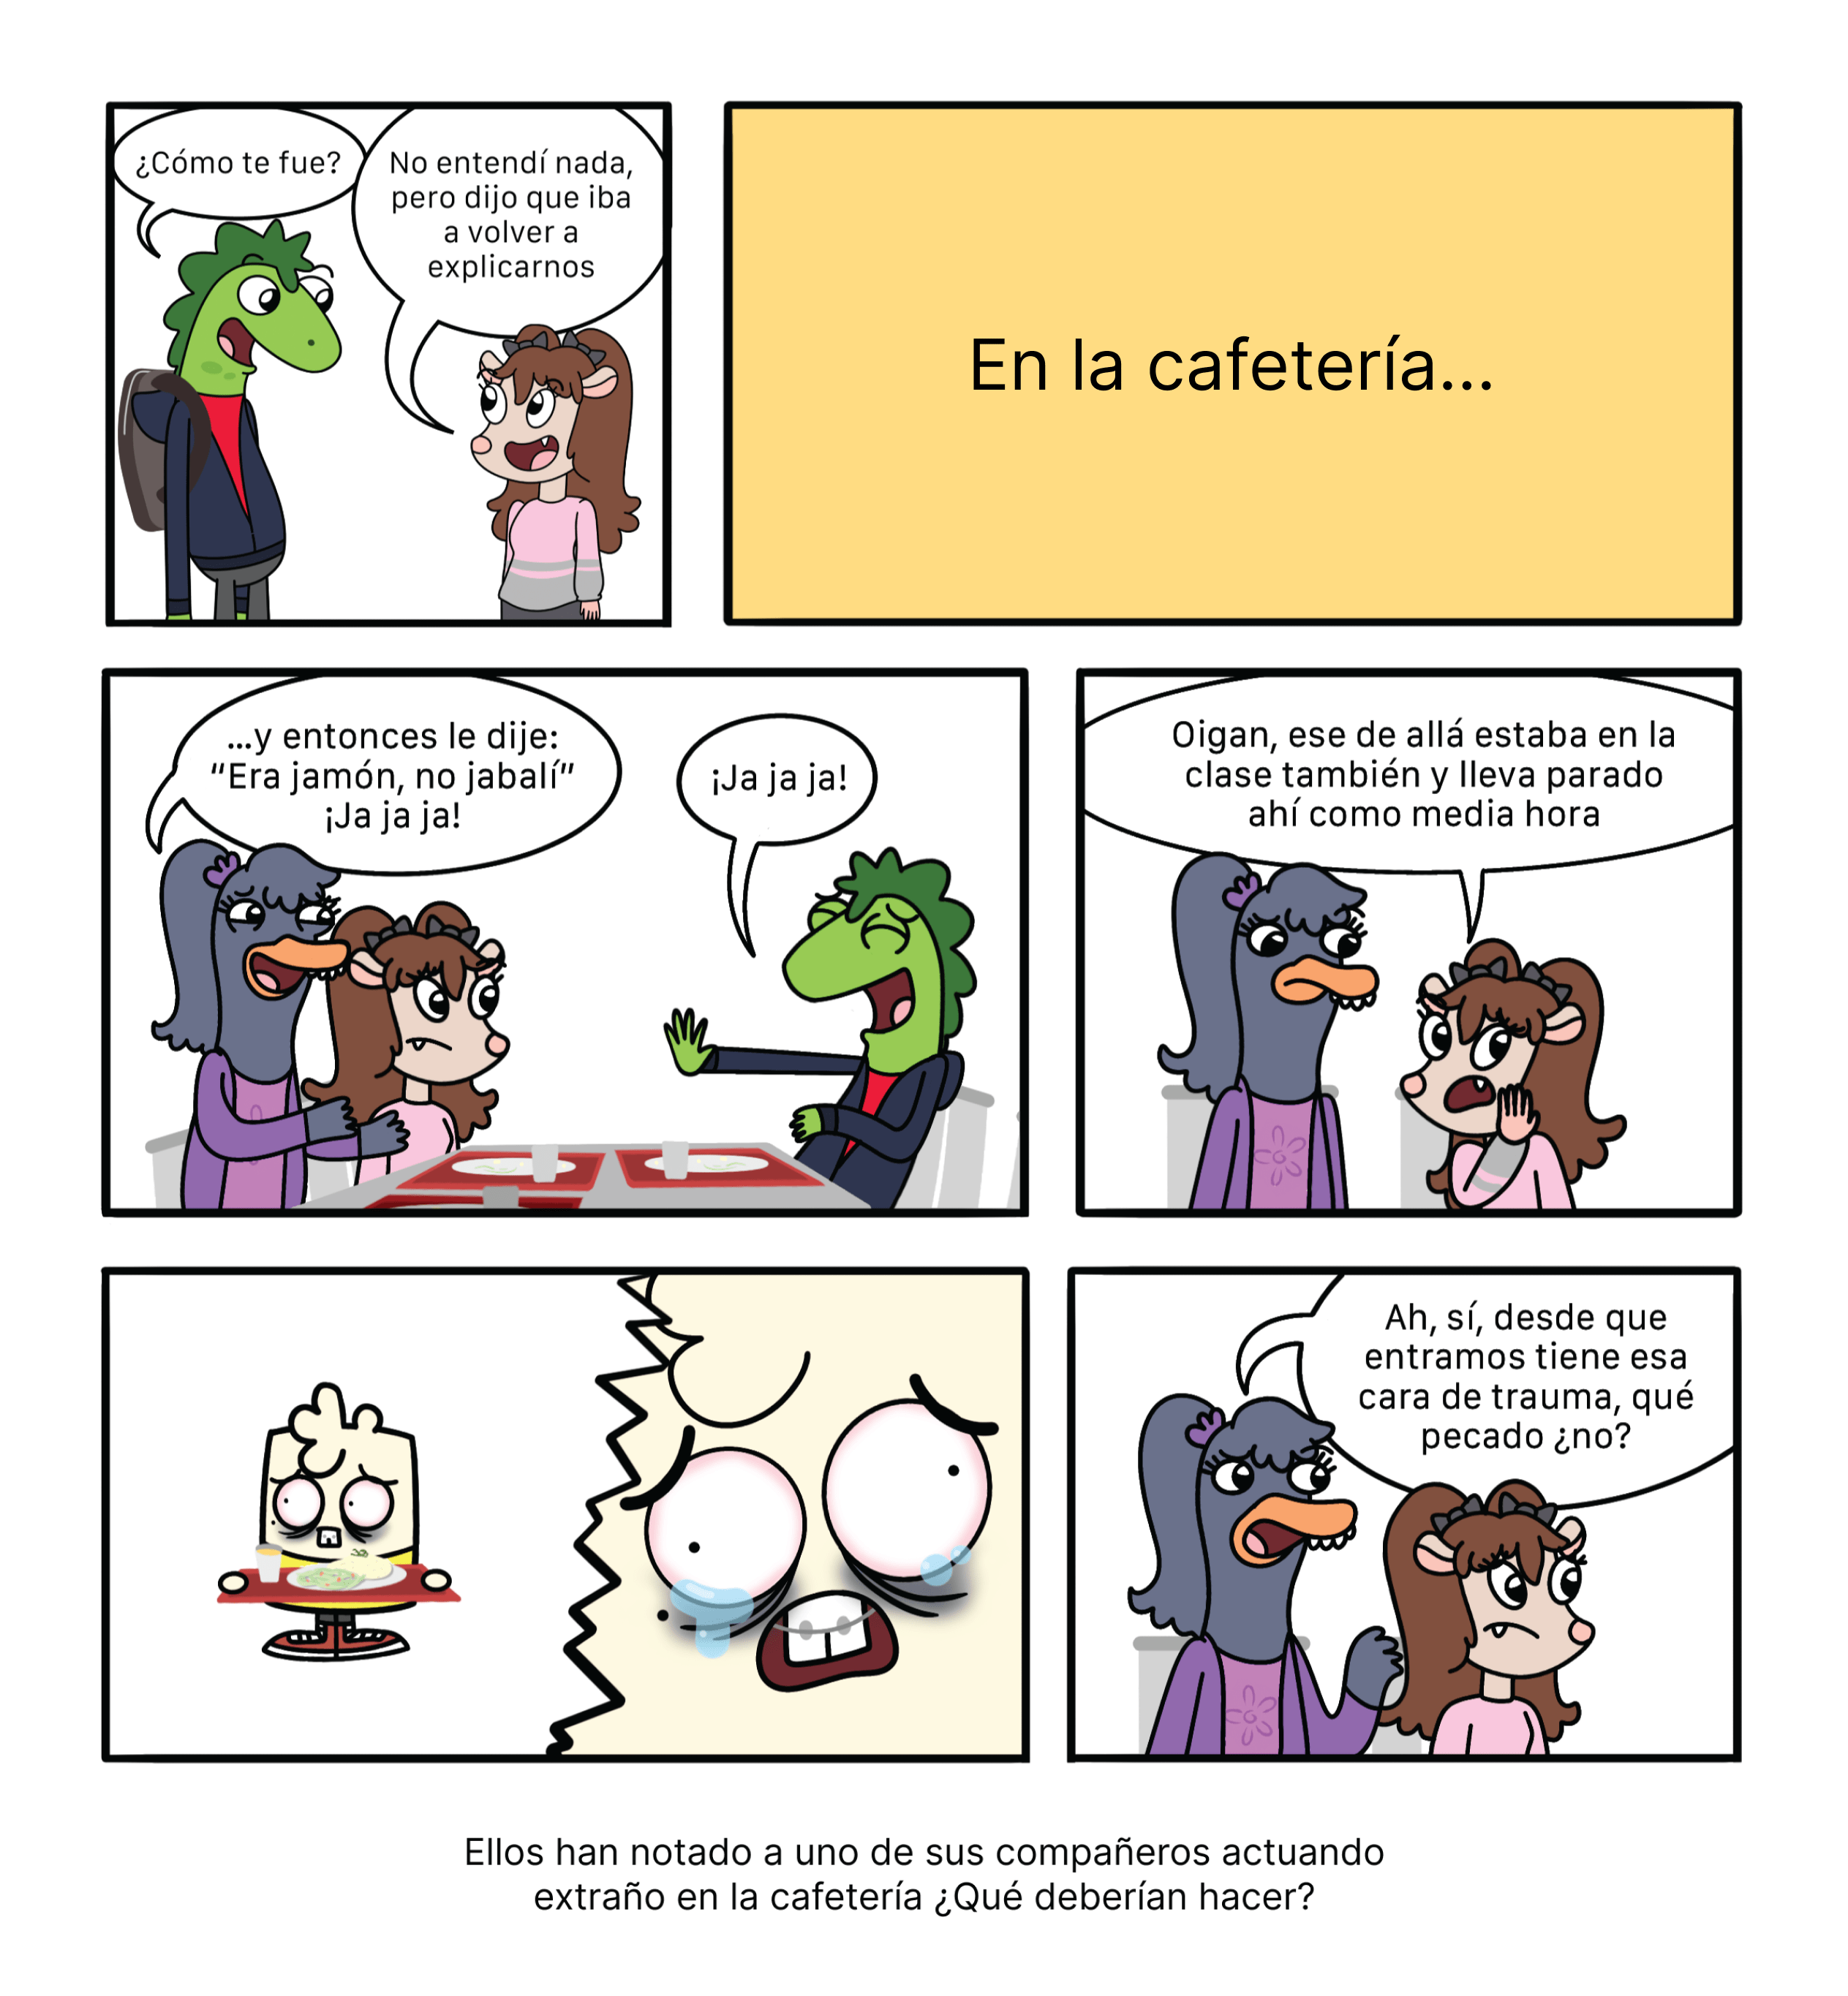 ¿Cómo te fue?
No entendí nada,
pero dijo que iba
a volver a
explicarnos
En la cafetería...
...y entonces le dije:
“Era jamón, no jabalí”
¡Ja ja ja!
¡Ja ja ja!
Oigan, ese de allá estaba en la
clase también y lleva parado
ahí como media hora
Ah, sí, desde que
entramos tiene esa
cara de trauma, qué
pecado ¿no?
Ellos han notado a uno de sus compañeros actuando
extraño en la cafetería ¿Qué deberían hacer?